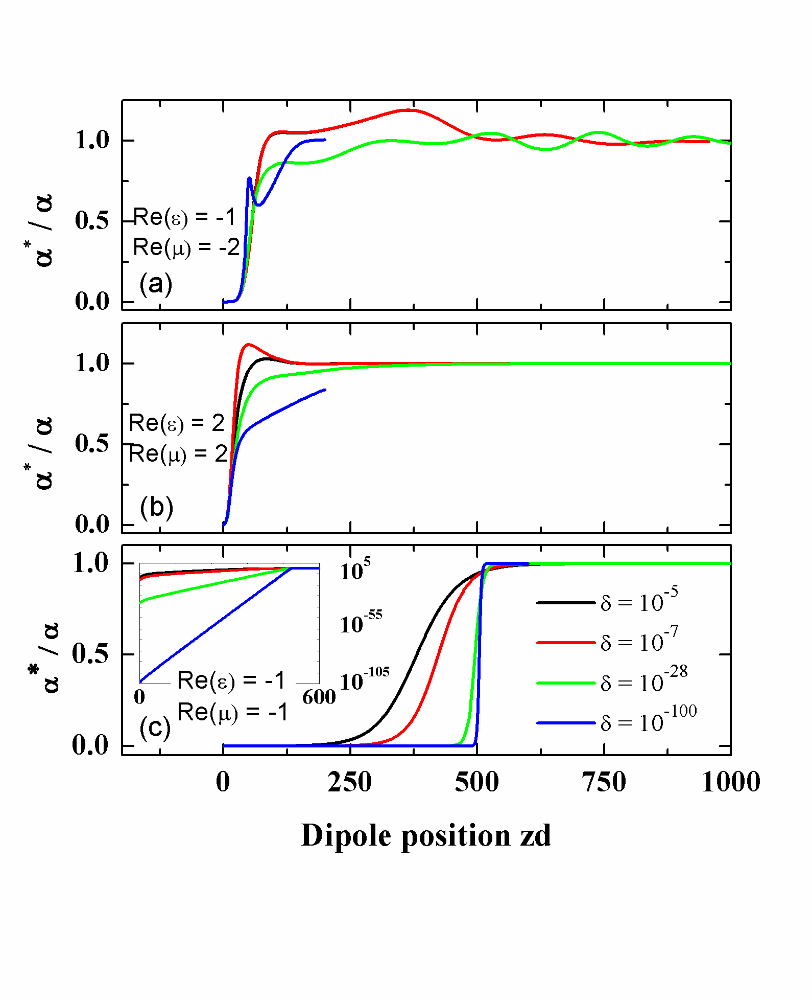 1.0
0.5
0.0
α* / α
Re(ε) = -1
Re(μ) = -2
(a)
1.0
0.5
0.0
α* / α
Re(ε) = 2
Re(μ) = 2
(b)
1.0
0.5
0.0
α* / α
10^5
10^-55
10^-105
0
600
Re(ε) = -1
Re(μ) = -1
(c)
δ = 10^-5
δ = 10^-7
δ = 10^-28
δ = 10^-100
0 250 500 750 1000
Dipole position zd